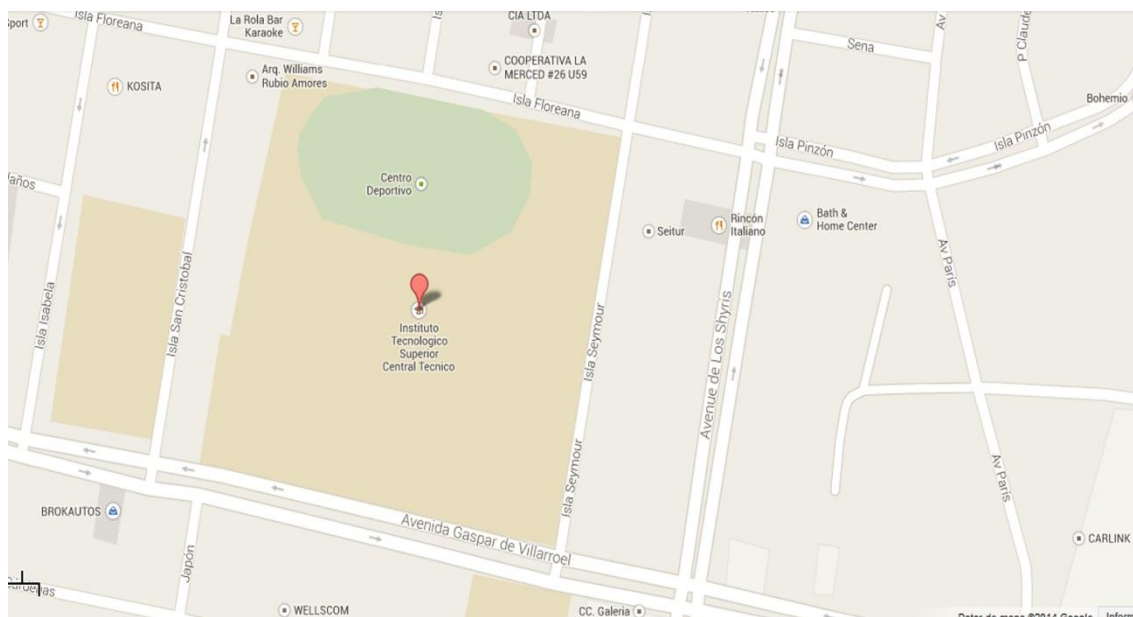 Isla Floreana
La Rola Bar
Karaoke
CIA LTDA
Sena
Av
P Claude
KOSITA
Arq. Williams
Rubio Amores
COOPERATIVA LA
MERCED #26 U59
Isla Floreana
Bohemio
Isla Pinzón
Isla Pinzón
Centro
Deportivo
Seitur
Rincón
Italiano
Bath &
Home Center
Av París
Isla Isabela
Isla San Cristobal
Instituto
Tecnologico
Superior
Central Tecnico
Isla Seymour
Avenue de Los Shyris
Isla Seymour
Av París
BROKAUTOS
Avenida Gaspar de Villarroel
CARLINK
Japón
WELLSCOM
CC. Galeria